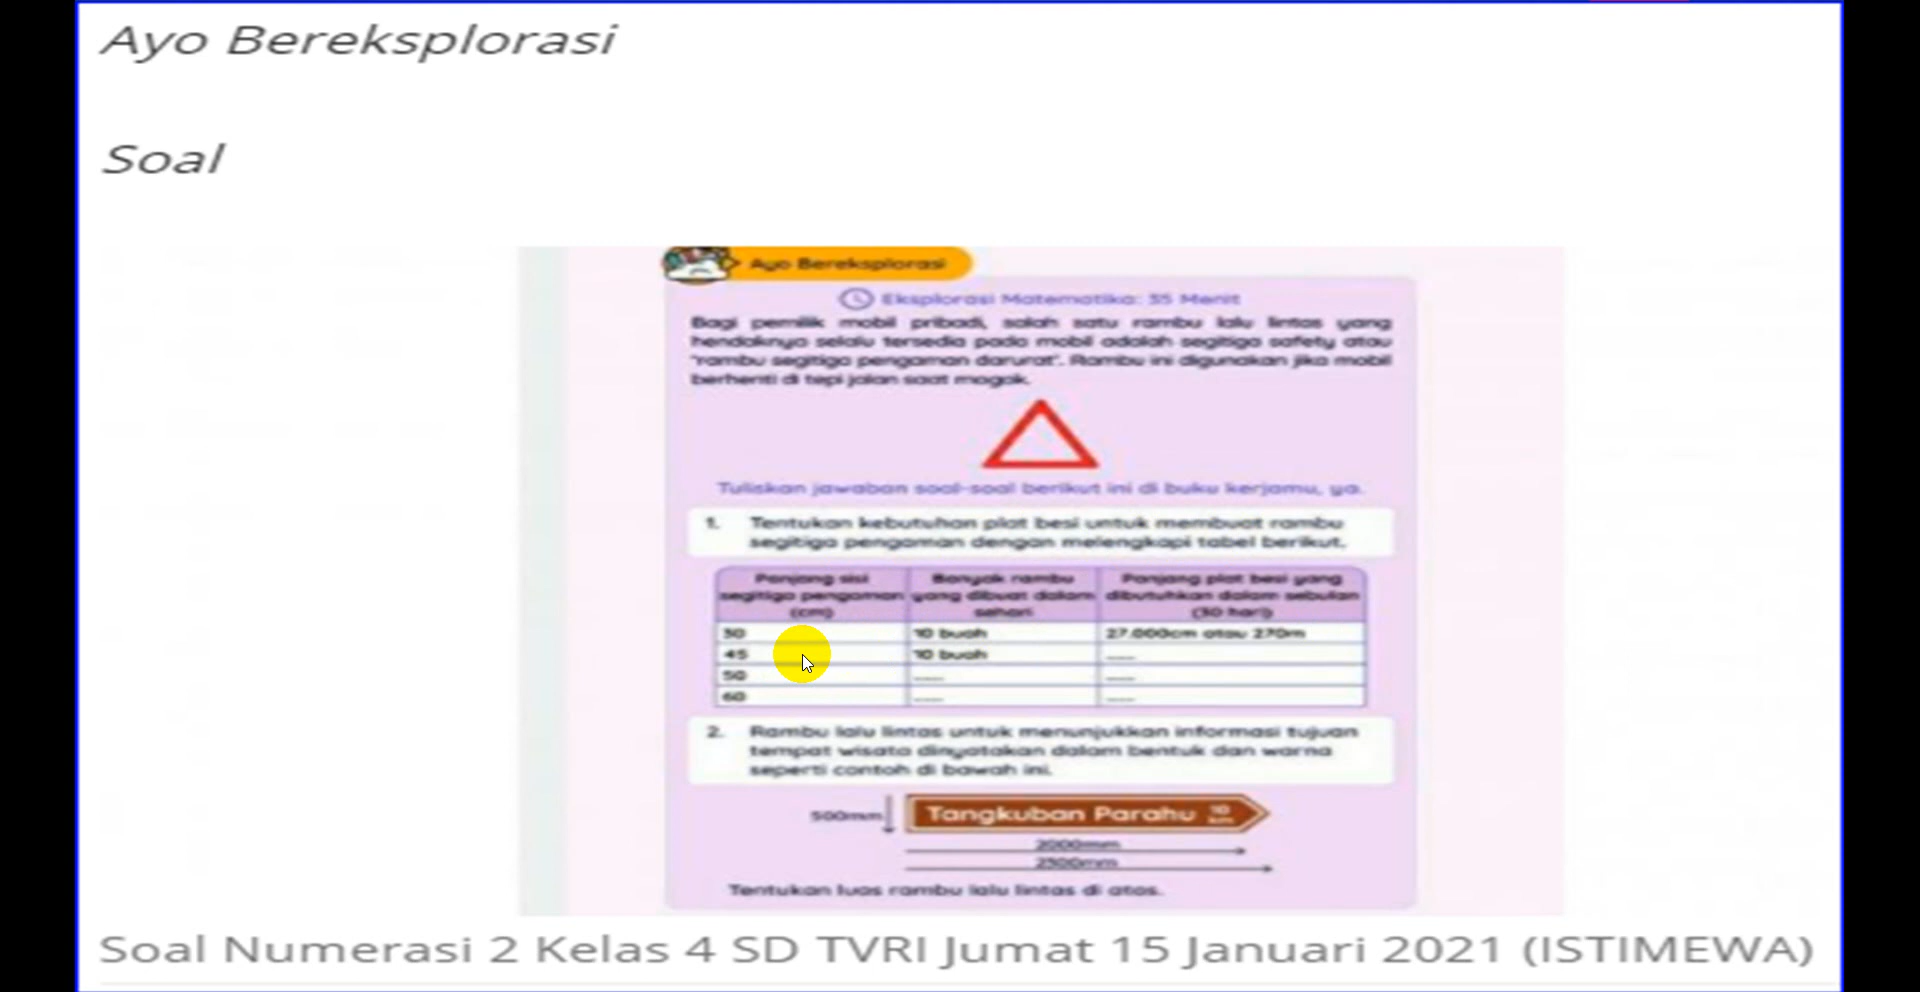 Ayo Bereksplorasi
Soal
Ayo Bereksplorasi
Eksplorasi Matematika: 35 Menit
Bagi pemilik mobil pribadi, salah satu rambu lalu lintas yang
hendaknya selalu tersedia pada mobil adalah segitiga safety atau
"rambu segitiga pengaman darurat". Rambu ini digunakan jika mobil
berhenti di tepi jalan saat mogok.
Tuliskan jawaban soal-soal berikut ini di buku kerjamu, ya.
1. Tentukan kebutuhan plat besi untuk membuat rambu
segitiga pengaman dengan melengkapi tabel berikut.
Panjang sisi segitiga pengaman (cm)
Banyak rambu yang dibuat dalam sehari
Panjang plat besi yang dibutuhkan dalam sebulan (30 hari)
30 10 buah 27.000cm atau 270m
45 10 buah ......
50 ...... ......
60 ...... ......
2. Rambu lalu lintas untuk menunjukkan informasi tujuan
tempat wisata dinyatakan dalam bentuk dan warna
seperti contoh di bawah ini.
500mm
Tangkuban Parahu 10 km
2000mm
2500mm
Tentukan luas rambu lalu lintas di atas.
Soal Numerasi 2 Kelas 4 SD TVRI Jumat 15 Januari 2021 (ISTIMEWA)